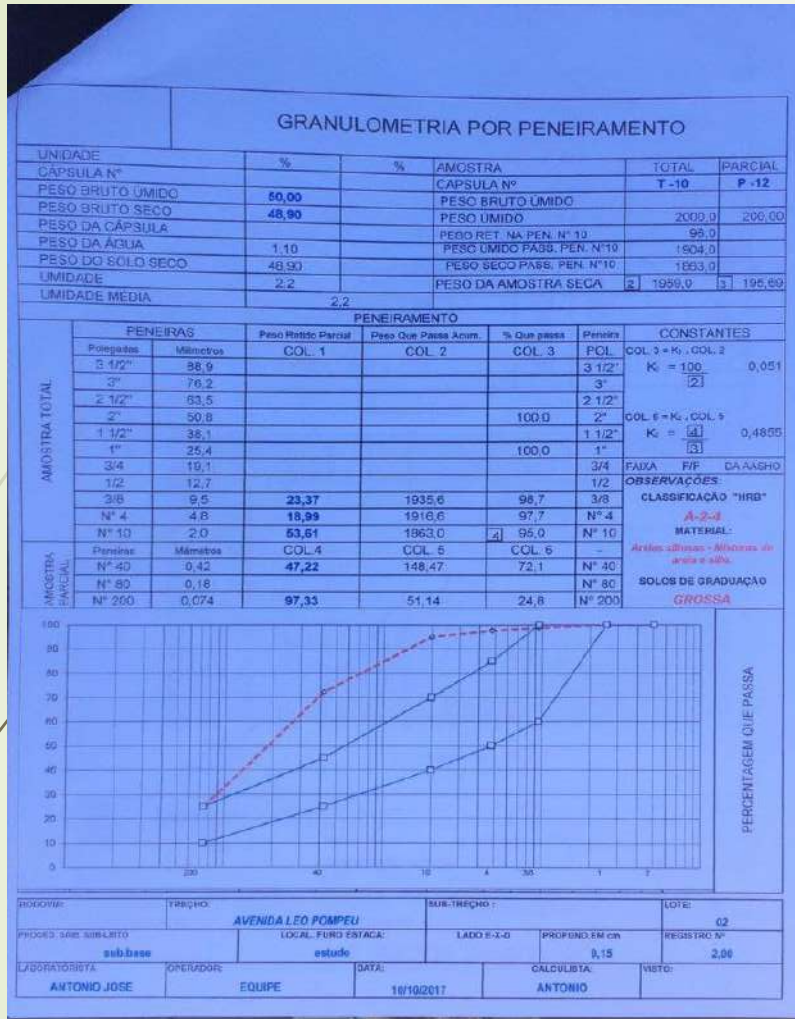 GRANULOMETRIA POR PENEIRAMENTO
UNIDADE % % AMOSTRA TOTAL PARCIAL
CÁPSULA Nº CAPSULA Nº T -10 P -12
PESO BRUTO ÚMIDO 50,00 PESO BRUTO ÚMIDO
PESO BRUTO SECO 48,90 PESO ÚMIDO 2000,0 200,00
PESO DA CÁPSULA PESO RET. NA PEN. Nº 10 96,0
PESO DA ÁGUA 1,10 PESO ÚMIDO PASS. PEN. Nº10 1904,0
PESO DO SOLO SECO 48,90 PESO SECO PASS. PEN. Nº10 1863,0
UMIDADE 2,2 PESO DA AMOSTRA SECA 2 1959,0 3 195,69
UMIDADE MÉDIA 2,2
PENEIRAMENTO
PENEIRAS Peso Retido Parcial Peso Que Passa Acum. % Que passa Peneira CONSTANTES
Polegadas Milímetros COL. 1 COL. 2 COL. 3 POL. COL. 3 = K₁ . COL. 2
AMOSTRA TOTAL
3 1/2" 88,9 3 1/2" K₁ = 100 0,051
3" 76,2 3" 2
2 1/2" 63,5 2 1/2"
2" 50,8 100,0 2" COL. 6 = K₂ . COL. 5
1 1/2" 38,1 1 1/2" K₂ = 4 0,4855
1" 25,4 100,0 1" 3
3/4 19,1 3/4 FAIXA F/F DA AASHO
1/2 12,7 1/2 OBSERVAÇÕES:
3/8 9,5 23,37 1935,6 98,7 3/8 CLASSIFICAÇÃO "HRB"
Nº 4 4,8 18,99 1916,6 97,7 Nº 4 A-2-4
Nº 10 2,0 53,61 1863,0 4 95,0 Nº 10 MATERIAL:
AMOSTRA PARCIAL
Peneiras Milímetros COL.4 COL. 5 COL. 6 - Areias siltosas - Misturas de
Nº 40 0,42 47,22 148,47 72,1 Nº 40 areia e silte.
Nº 80 0,18 Nº 80 SOLOS DE GRADUAÇÃO
Nº 200 0,074 97,33 51,14 24,8 Nº 200 GROSSA
100
90
80
70
60
50
40
30
20
10
0
200 40 10 4 3/8 1 2
PERCENTAGEM QUE PASSA
RODOVIA: TRECHO: SUB-TRECHO : LOTE:
AVENIDA LEO POMPEU 02
LOCAL. FURO ESTACA: LADO E-X-D PROFUND.EM cm REGISTRO Nº
sub.base estudo 0,15 2,00
LABORATORISTA OPERADOR: DATA: CALCULISTA: VISTO:
ANTONIO JOSE EQUIPE 16/10/2017 ANTONIO